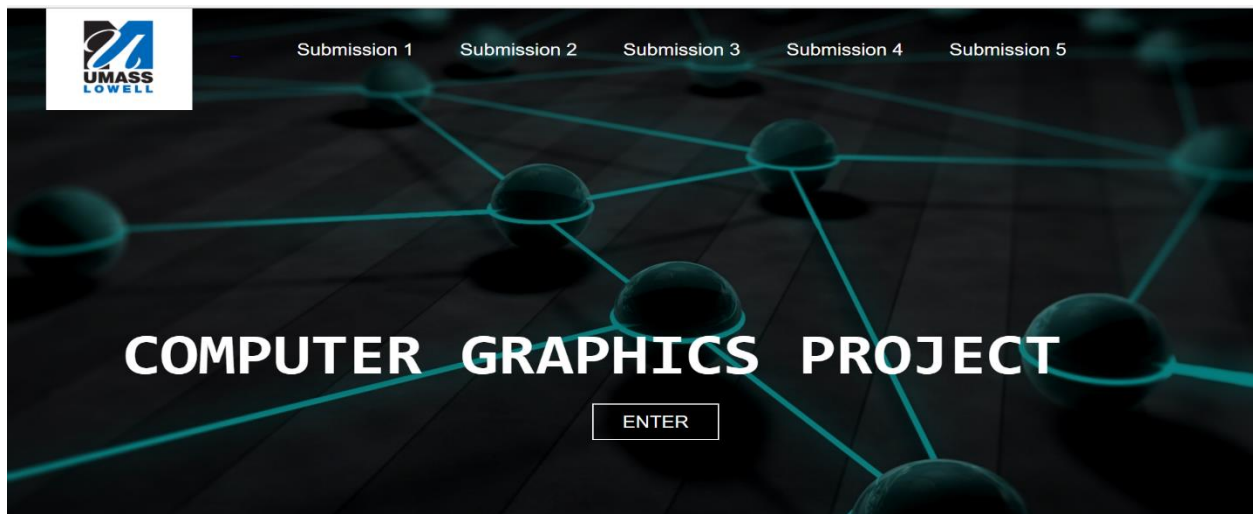 UMASS
LOWELL
Submission 1 Submission 2 Submission 3 Submission 4 Submission 5
COMPUTER GRAPHICS PROJECT
ENTER